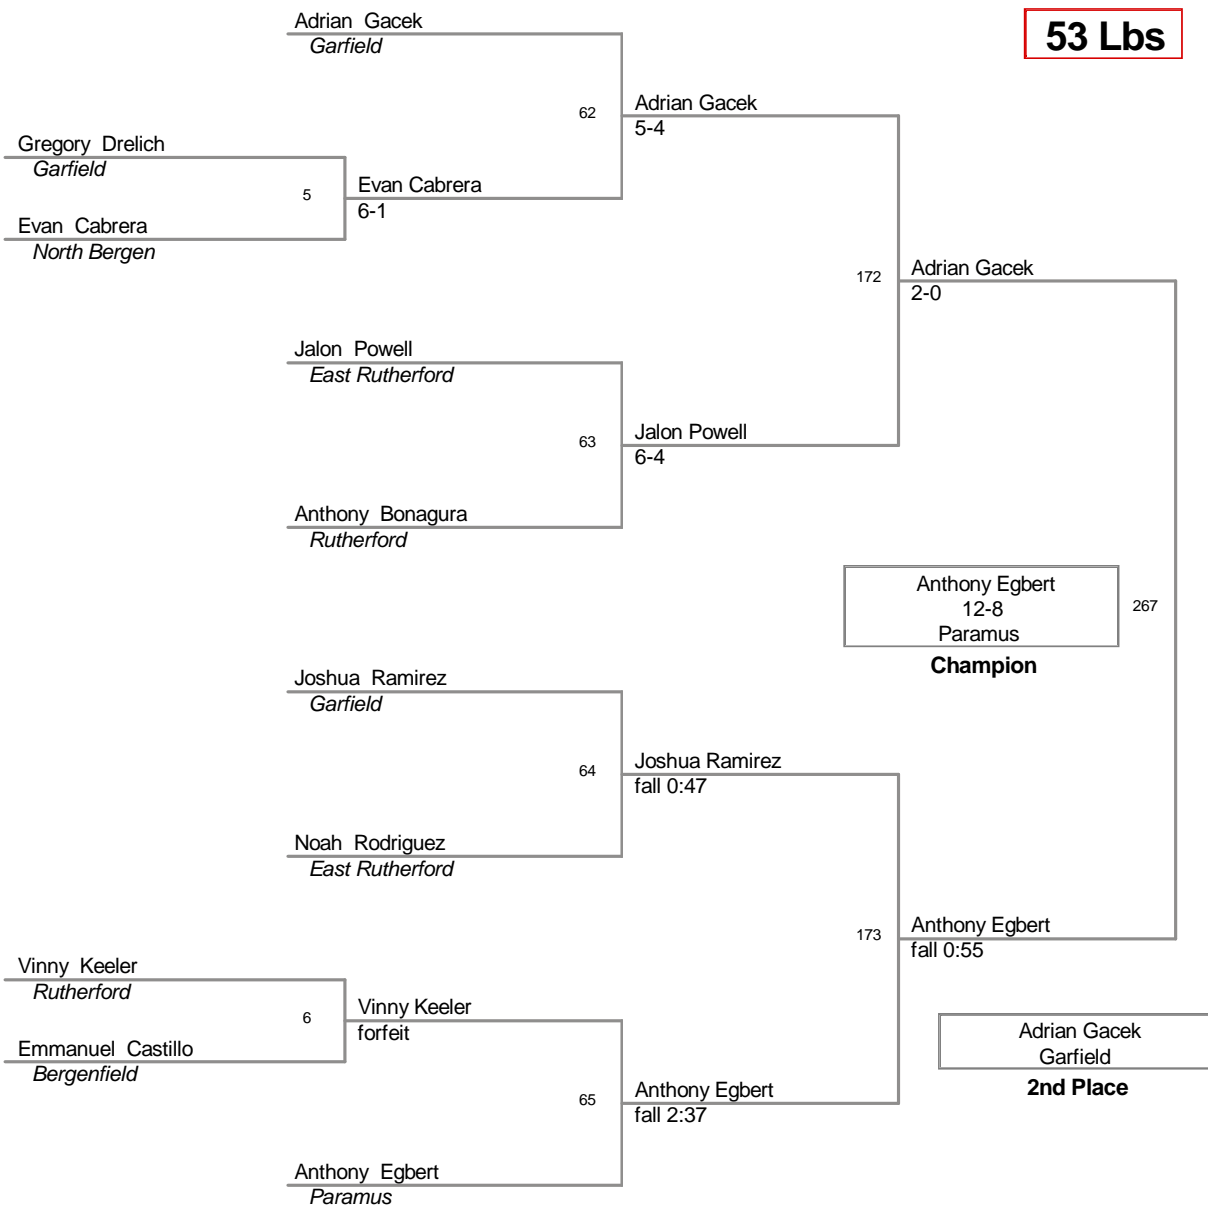 Adrian Gacek
Garfield
53 Lbs
62
Adrian Gacek
5-4
Gregory Drelich
Garfield
5
Evan Cabrera
6-1
Evan Cabrera
North Bergen
172
Adrian Gacek
2-0
Jalon Powell
East Rutherford
63
Jalon Powell
6-4
Anthony Bonagura
Rutherford
Anthony Egbert
12-8
Paramus
267
Champion
Joshua Ramirez
Garfield
64
Joshua Ramirez
fall 0:47
Noah Rodriguez
East Rutherford
173
Anthony Egbert
fall 0:55
Vinny Keeler
Rutherford
6
Vinny Keeler
forfeit
Emmanuel Castillo
Bergenfield
Adrian Gacek
Garfield
2nd Place
65
Anthony Egbert
fall 2:37
Anthony Egbert
Paramus